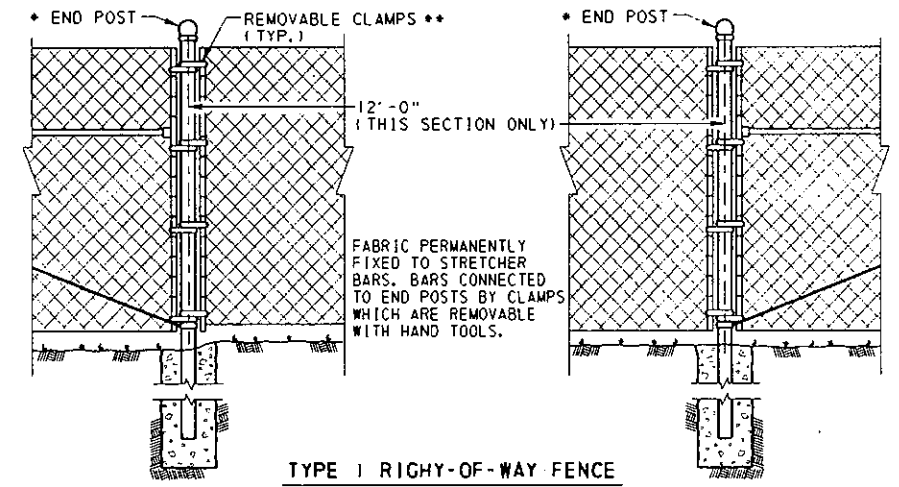 * END POST
REMOVABLE CLAMPS **
(TYP.)
* END POST
12'-0"
(THIS SECTION ONLY)
FABRIC PERMANENTLY
FIXED TO STRETCHER
BARS. BARS CONNECTED
TO END POSTS BY CLAMPS
WHICH ARE REMOVABLE
WITH HAND TOOLS.
TYPE 1 RIGHY-OF-WAY FENCE